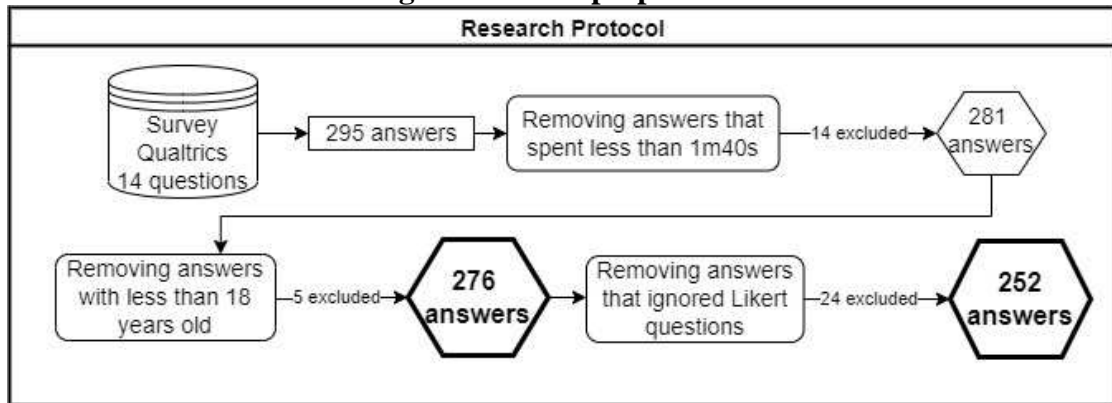 Research Protocol
Survey
Qualtrics
14 questions
295 answers
Removing answers that
spent less than 1m40s
14 excluded
281
answers
Removing answers
with less than 18
years old
5 excluded
276
answers
Removing answers
that ignored Likert
questions
24 excluded
252
answers